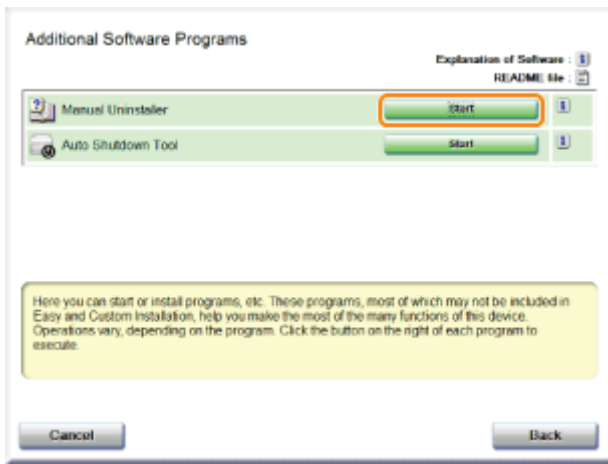 Additional Software Programs
Explanation of Software :
README file :
Manual Uninstaller
Start
Auto Shutdown Tool
Start
Here you can start or install programs, etc. These programs, most of which may not be included in
Easy and Custom Installation, help you make the most of the many functions of this device.
Operations vary, depending on the program. Click the button on the right of each program to
execute.
Cancel
Back